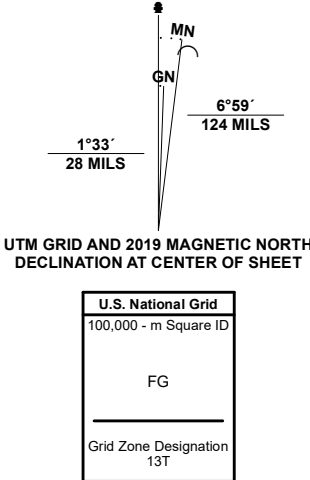 MN
GN
6°59´
124 MILS
1°33´
28 MILS
UTM GRID AND 2019 MAGNETIC NORTH
DECLINATION AT CENTER OF SHEET
U.S. National Grid
100,000 - m Square ID
FG
Grid Zone Designation
13T